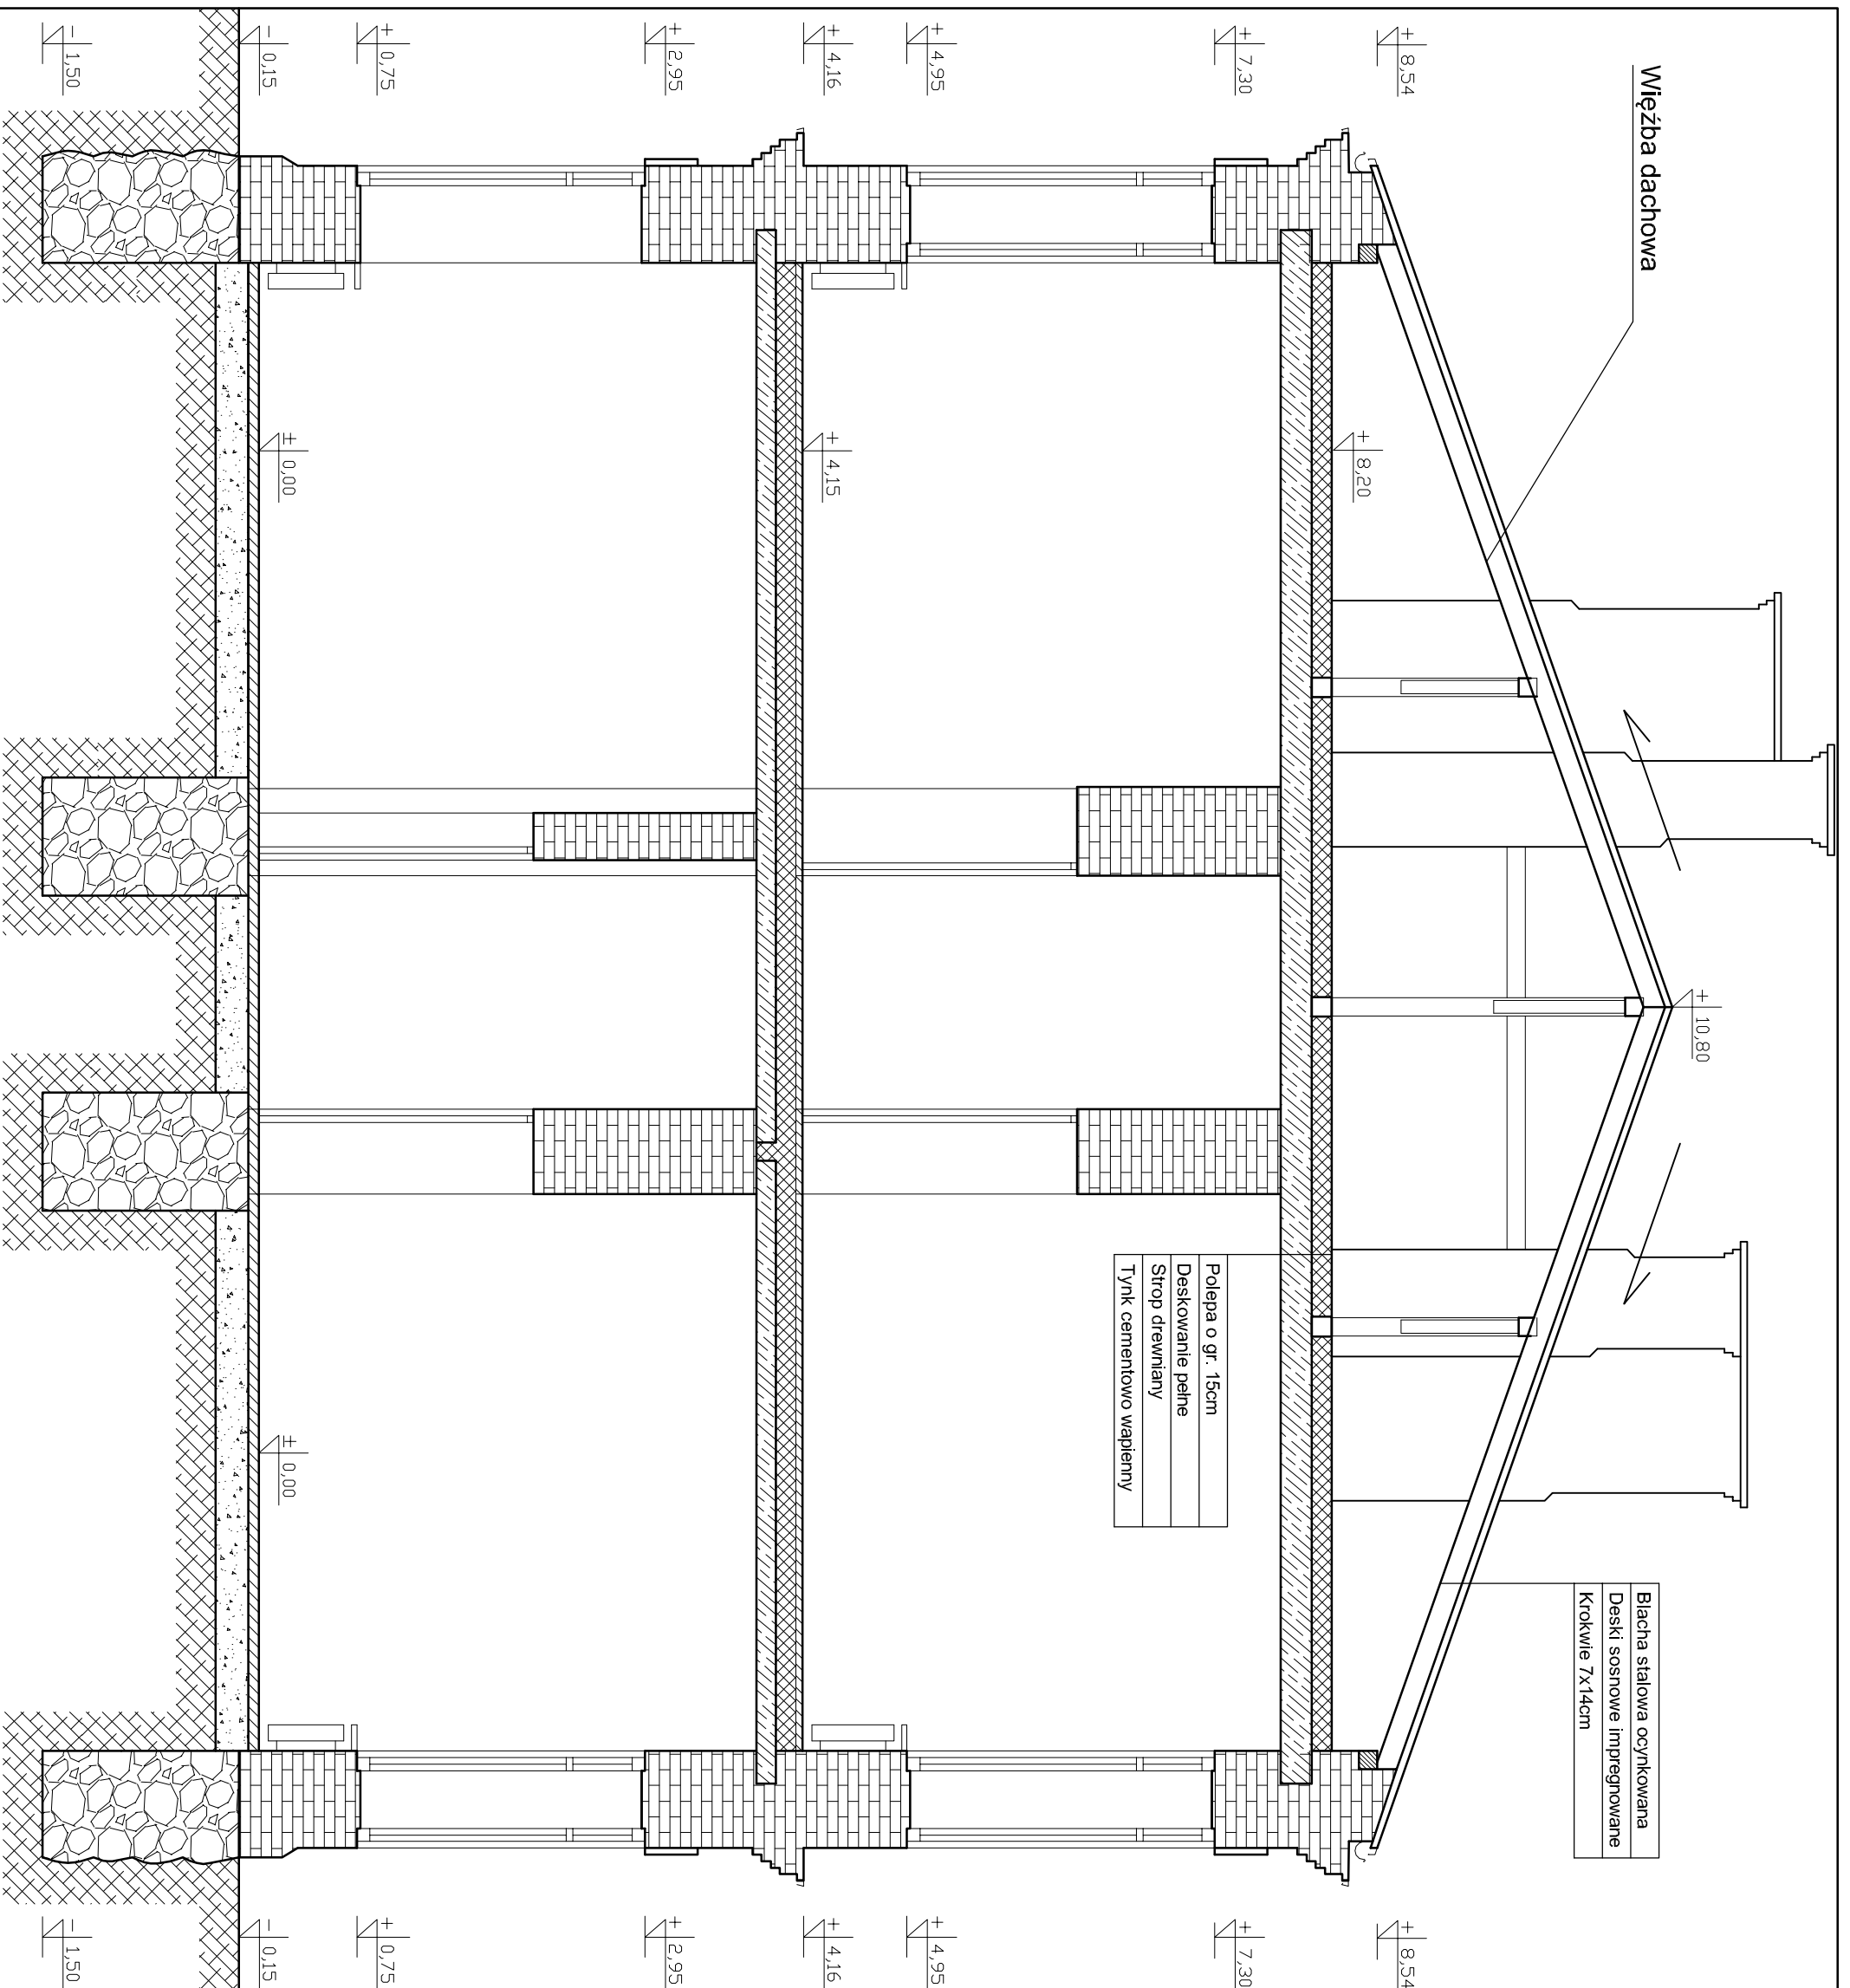 Więźba dachowa
+ 8,54
+ 7,30
+ 4,95
+ 4,16
+ 2,95
+ 0,75
- 0,15
- 1,50
+ 8,20
+ 4,15
± 0,00
+ 10,80
Polepa o gr. 15cm
Deskowanie pełne
Strop drewniany
Tynk cementowo wapienny
± 0,00
Blacha stalowa ocynkowana
Deski sosnowe impregnowane
Krokwie 7x14cm
+ 8,54
+ 7,30
+ 4,95
+ 4,16
+ 2,95
+ 0,75
- 0,15
- 1,50